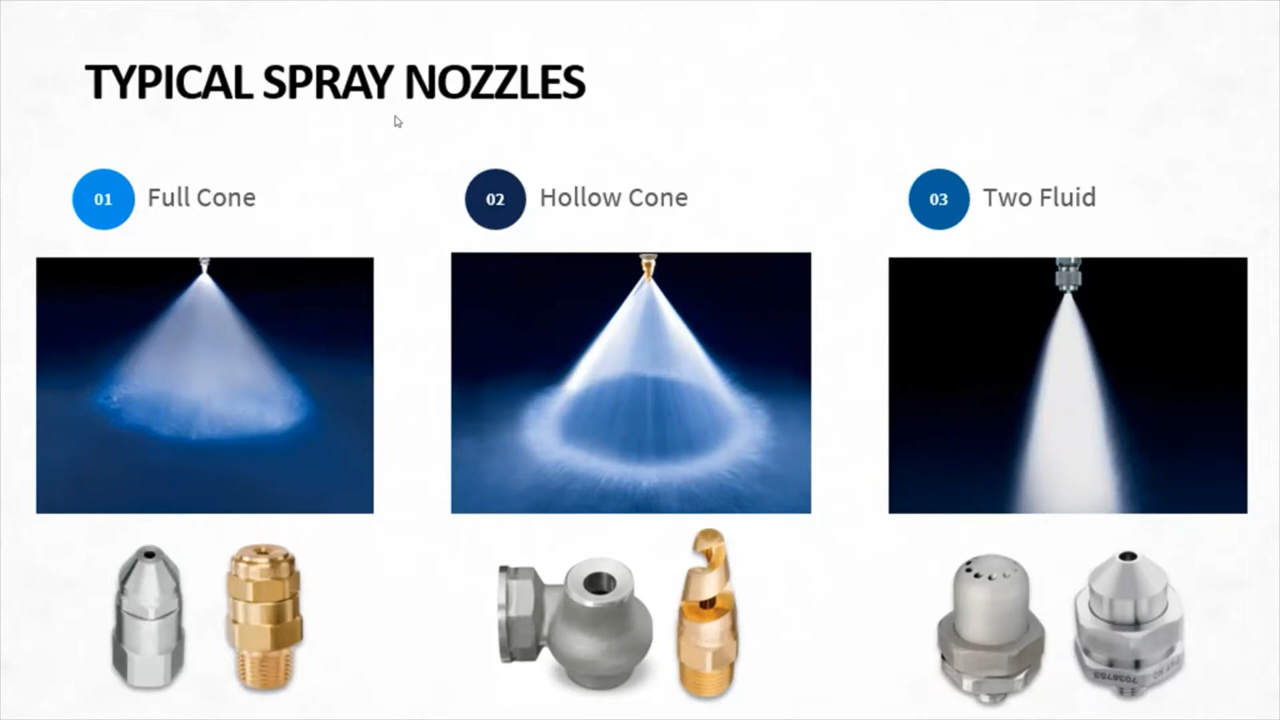 TYPICAL SPRAY NOZZLES
01 Full Cone
02 Hollow Cone
03 Two Fluid